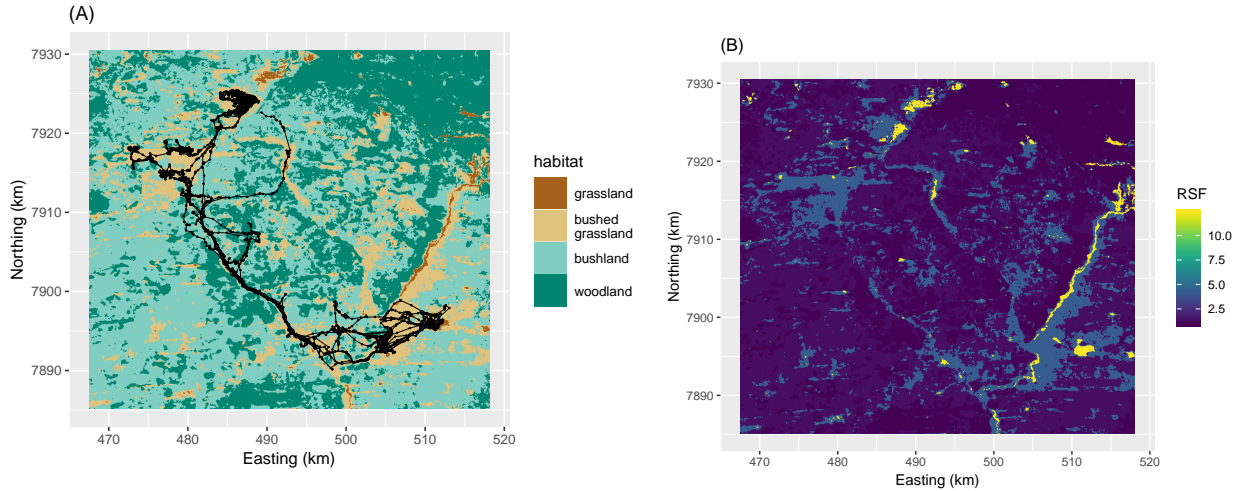 (A)
7930
7920
7910
7900
7890
Northing (km)
470
480
490
500
510
520
Easting (km)
habitat
grassland
bushed
grassland
bushland
woodland
(B)
7930
7920
7910
7900
7890
Northing (km)
470
480
490
500
510
520
Easting (km)
RSF
10.0
7.5
5.0
2.5